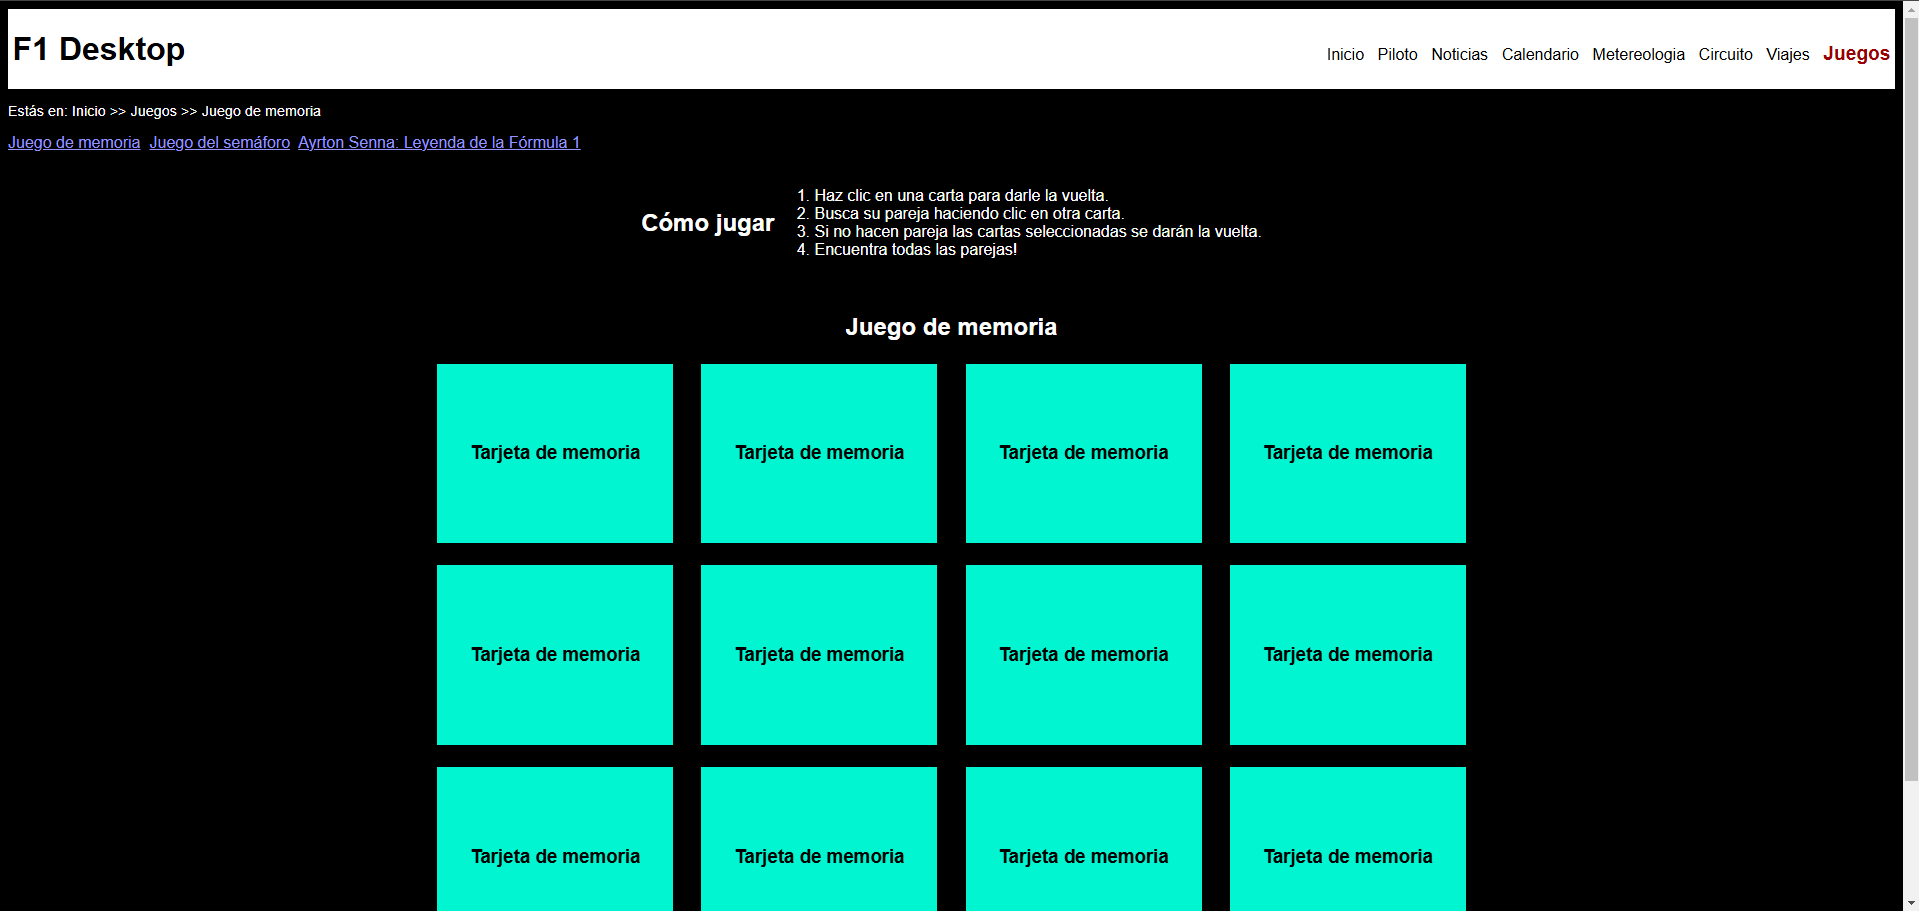 F1 Desktop
Inicio Piloto Noticias Calendario Metereologia Circuito Viajes Juegos
Estás en: Inicio >> Juegos >> Juego de memoria
Juego de memoria Juego del semáforo Ayrton Senna: Leyenda de la Fórmula 1
Cómo jugar
1. Haz clic en una carta para darle la vuelta.
2. Busca su pareja haciendo clic en otra carta.
3. Si no hacen pareja las cartas seleccionadas se darán la vuelta.
4. Encuentra todas las parejas!
Juego de memoria
Tarjeta de memoria Tarjeta de memoria Tarjeta de memoria Tarjeta de memoria
Tarjeta de memoria Tarjeta de memoria Tarjeta de memoria Tarjeta de memoria
Tarjeta de memoria Tarjeta de memoria Tarjeta de memoria Tarjeta de memoria